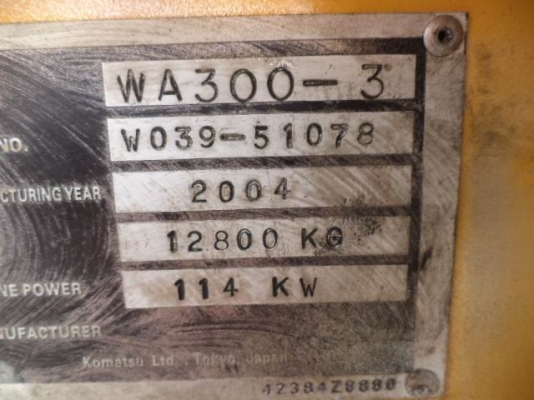 WA300-3
NO. W039-51078
CTURING YEAR 2004
12800 KG
NE POWER 114 KW
NUFACTURER
Komatsu Ltd., Tokyo, Japan